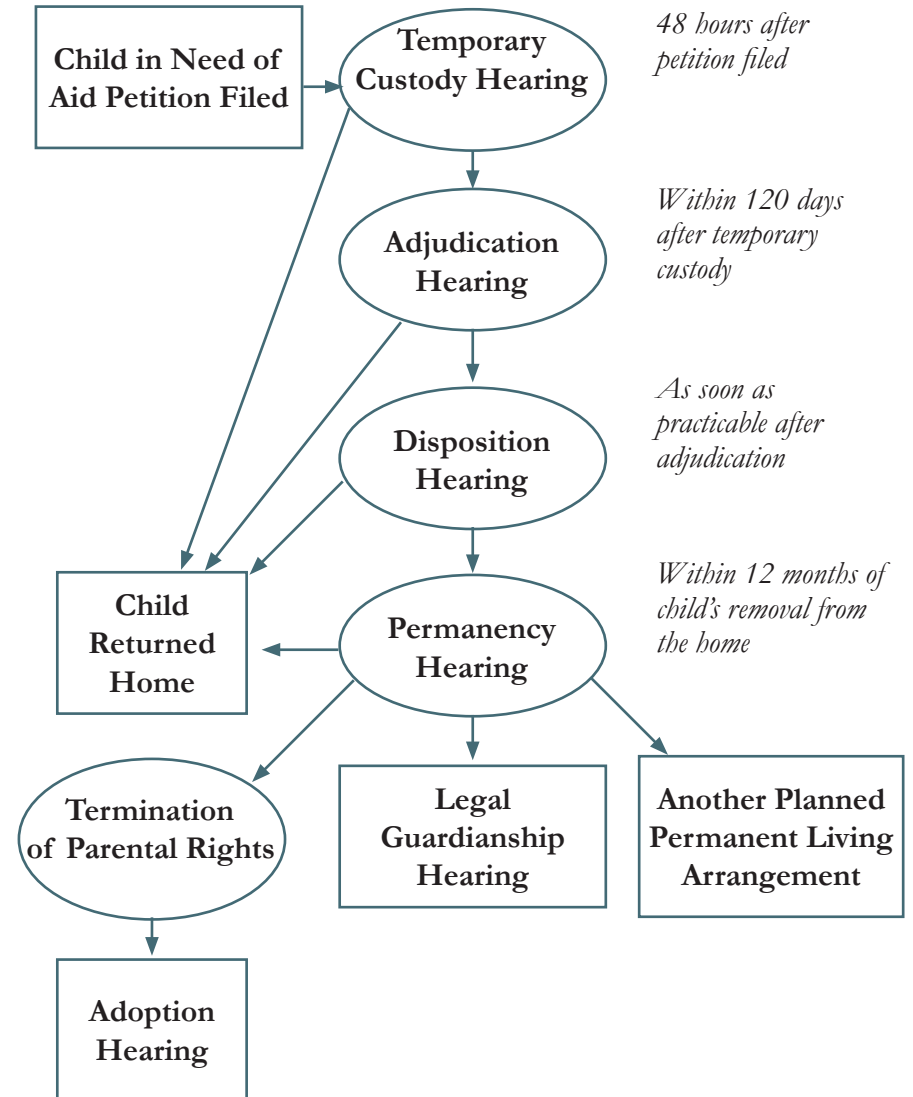 Child in Need of
Aid Petition Filed
Temporary
Custody Hearing
48 hours after
petition filed
Adjudication
Hearing
Within 120 days
after temporary
custody
Disposition
Hearing
As soon as
practicable after
adjudication
Child
Returned
Home
Permanency
Hearing
Within 12 months of
child's removal from
the home
Termination
of Parental Rights
Legal
Guardianship
Hearing
Another Planned
Permanent Living
Arrangement
Adoption
Hearing